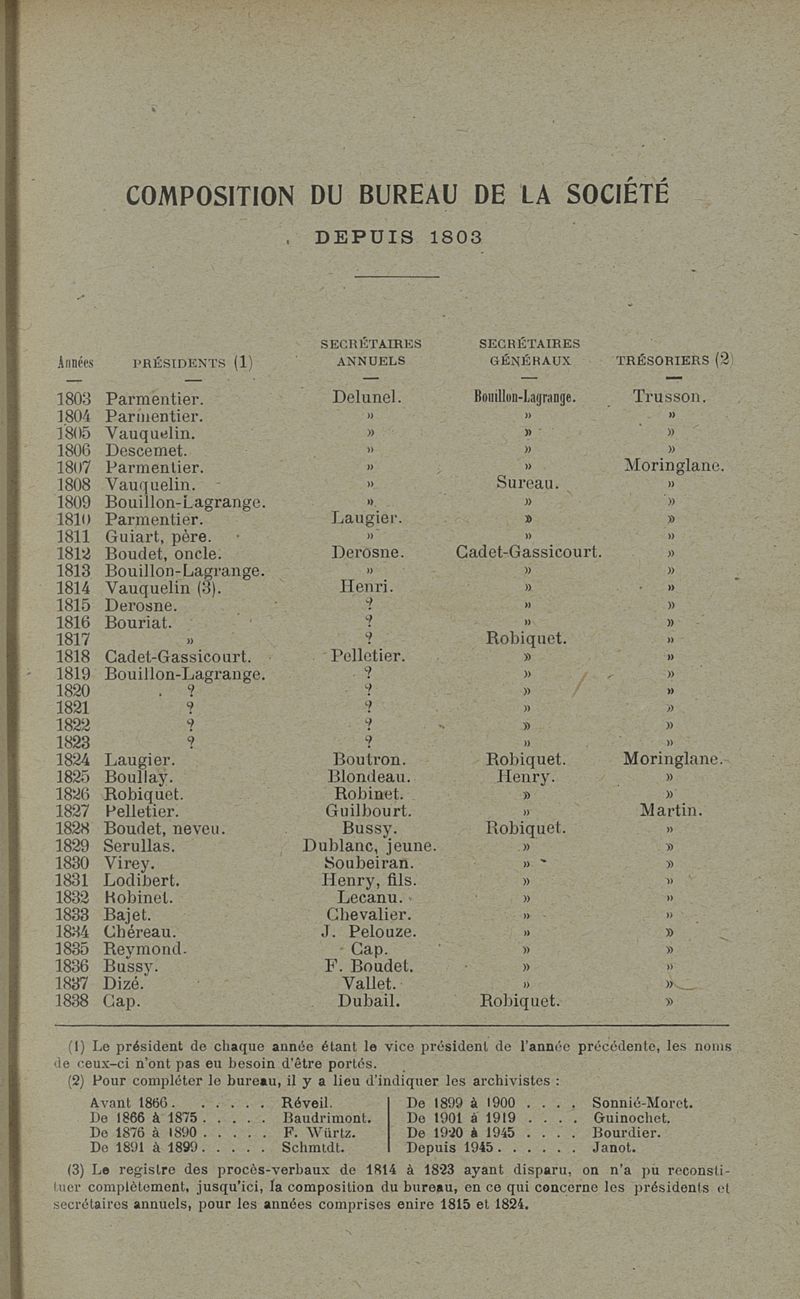 COMPOSITION DU BUREAU DE LA SOCIÉTÉ
DEPUIS 1803
Années PRÉSIDENTS (1) SECRÉTAIRES ANNUELS SECRÉTAIRES GÉNÉRAUX TRÉSORIERS (2)
1803 Parmentier. Delunel. Bouillon-Lagrange. Trusson.
1804 Parmentier. » » »
1805 Vauquelin. » » »
1806 Descemet. » » »
1807 Parmentier. » » Moringlane.
1808 Vauquelin. » Sureau. »
1809 Bouillon-Lagrange. » » »
1810 Parmentier. Laugier. » »
1811 Guiart, père. » » »
1812 Boudet, oncle. Derosne. Cadet-Gassicourt. »
1813 Bouillon-Lagrange. » » »
1814 Vauquelin (3). Henri. » »
1815 Derosne. ? » »
1816 Bouriat. ? » »
1817 » ? Robiquet. »
1818 Cadet-Gassicourt. Pelletier. » »
1819 Bouillon-Lagrange. ? » »
1820 ? ? » »
1821 ? ? » »
1822 ? ? » »
1823 ? ? » »
1824 Laugier. Boutron. Robiquet. Moringlane.
1825 Boullay. Blondeau. Henry. »
1826 Robiquet. Robinet. » »
1827 Pelletier. Guilbourt. » Martin.
1828 Boudet, neveu. Bussy. Robiquet. »
1829 Serullas. Dublanc, jeune. » »
1830 Virey. Soubeiran. » »
1831 Lodibert. Henry, fils. » »
1832 Robinet. Lecanu. » »
1833 Bajet. Chevalier. » »
1834 Chéreau. J. Pelouze. » »
1835 Reymond. Cap. » »
1836 Bussy. F. Boudet. » »
1837 Dizé. Vallet. » »
1838 Cap. Dubail. Robiquet. »
(1) Le président de chaque année étant le vice président de l'année précédente, les noms
de ceux-ci n'ont pas eu besoin d'être portés.
(2) Pour compléter le bureau, il y a lieu d'indiquer les archivistes :
Avant 1866. . . . . . Réveil. De 1899 à 1900 . . . . Sonnié-Moret.
De 1866 à 1875 . . . . . Baudrimont. De 1901 à 1919 . . . . Guinochet.
De 1876 à 1890 . . . . . F. Würtz. De 1920 à 1945 . . . . Bourdier.
De 1891 à 1899. . . . . Schmtdt. Depuis 1945. . . . . . Janot.
(3) Le registre des procès-verbaux de 1814 à 1823 ayant disparu, on n'a pu reconsti-
tuer complètement, jusqu'ici, la composition du bureau, en ce qui concerne les présidents et
secrétaires annuels, pour les années comprises enire 1815 et 1824.